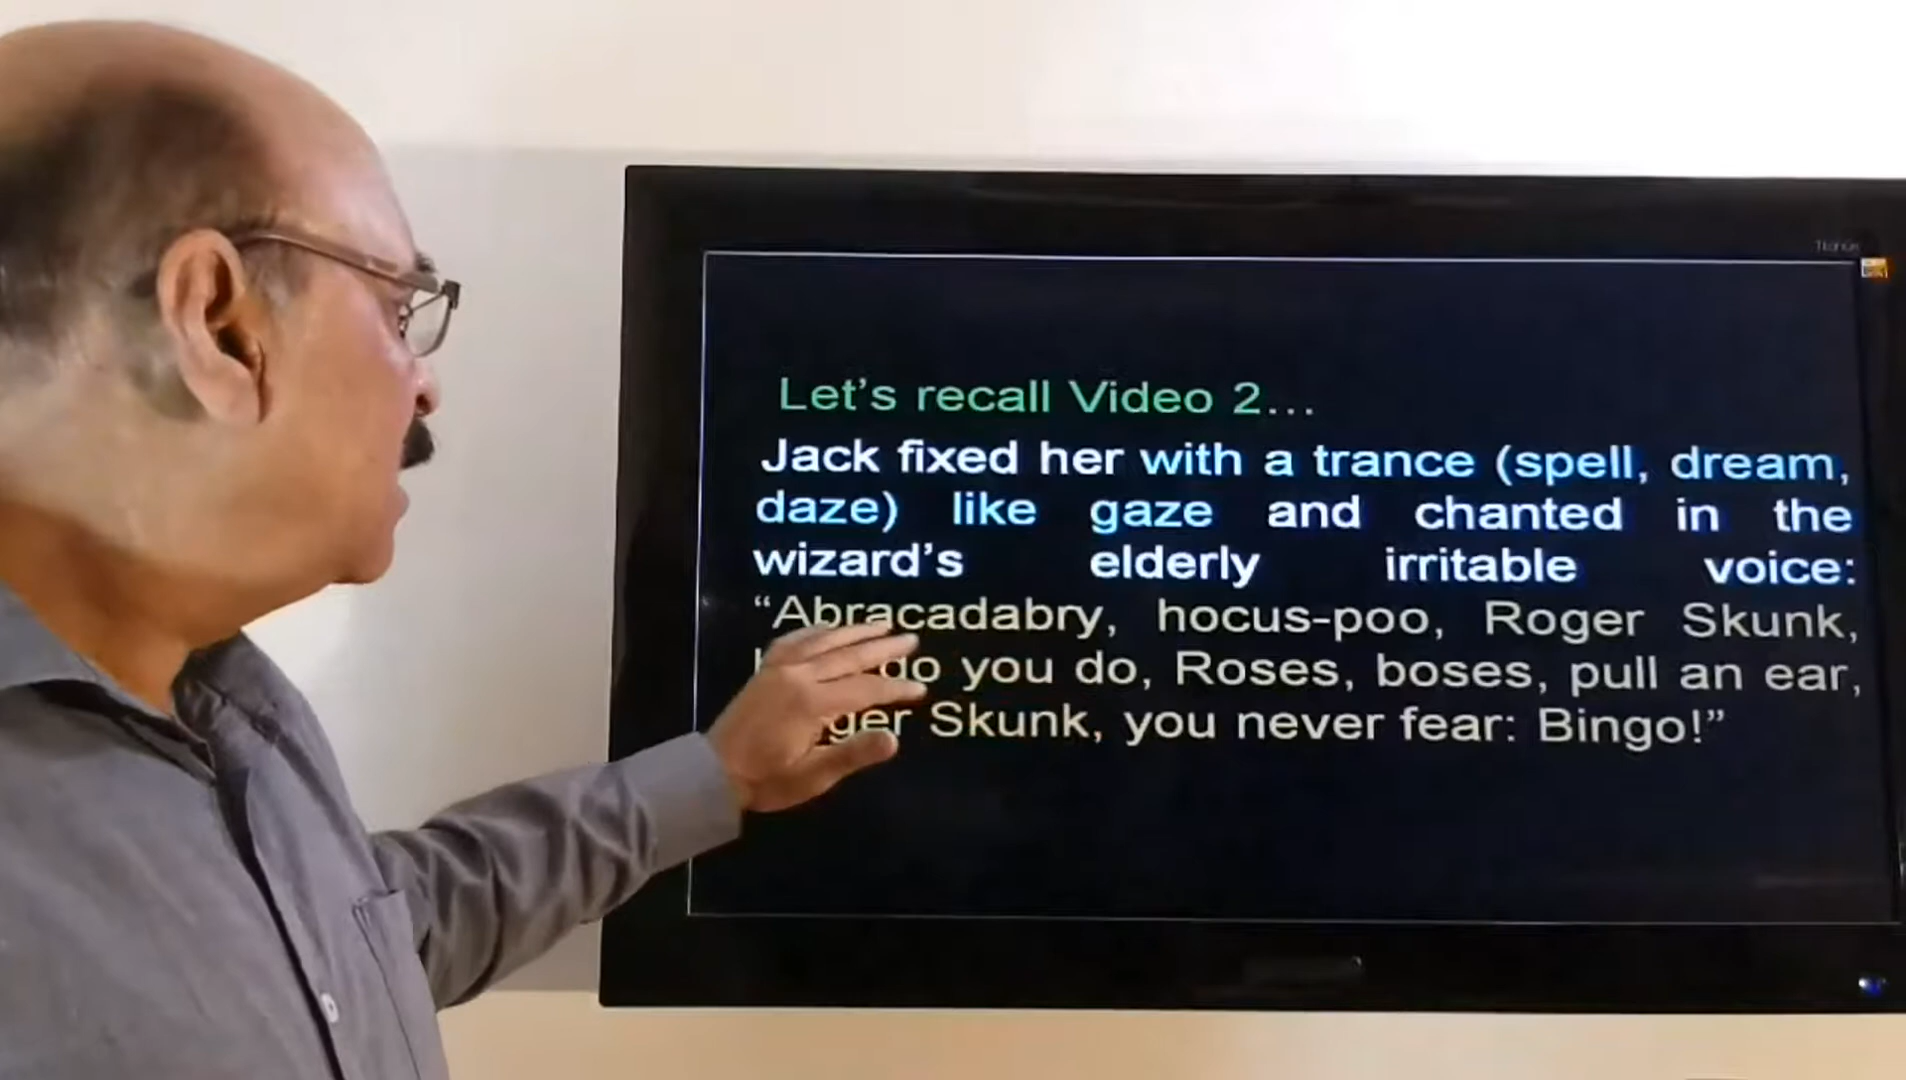 Let's recall Video 2...
Jack fixed her with a trance (spell, dream,
daze) like gaze and chanted in the
wizard's elderly irritable voice:
“Abracadabry, hocus-poo, Roger Skunk,
do you do, Roses, boses, pull an ear,
Skunk, you never fear: Bingo!”